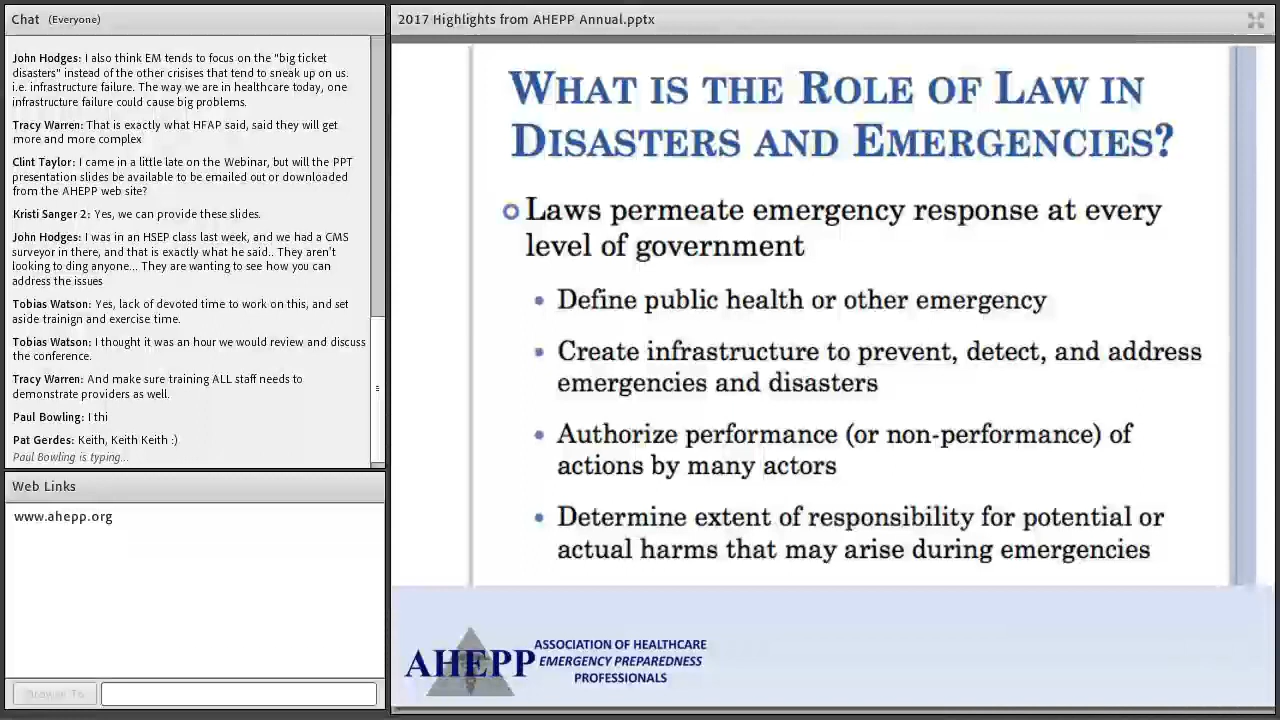 Chat (Everyone)
John Hodges: I also think EM tends to focus on the "big ticket
disasters" instead of the other crisises that tend to sneak up on us.
i.e. infrastructure failure. The way we are in healthcare today, one
infrastructure failure could cause big problems.
Tracy Warren: That is exactly what HFAP said, said they will get
more and more complex
Clint Taylor: I came in a little late on the Webinar, but will the PPT
presentation slides be available to be emailed out or downloaded
from the AHEPP web site?
Kristi Sanger 2: Yes, we can provide these slides.
John Hodges: I was in an HSEP class last week, and we had a CMS
surveyor in there, and that is exactly what he said.. They aren't
looking to ding anyone... They are wanting to see how you can
address the issues
Tobias Watson: Yes, lack of devoted time to work on this, and set
aside trainign and exercise time.
Tobias Watson: I thought it was an hour we would review and discuss
the conference.
Tracy Warren: And make sure training ALL staff needs to
demonstrate providers as well.
Paul Bowling: I thi
Pat Gerdes: Keith, Keith Keith :)
Paul Bowling is typing...
Web Links
www.ahepp.org
Browse To
2017 Highlights from AHEPP Annual.pptx
WHAT IS THE ROLE OF LAW IN
DISASTERS AND EMERGENCIES?
Laws permeate emergency response at every
level of government
• Define public health or other emergency
• Create infrastructure to prevent, detect, and address
emergencies and disasters
• Authorize performance (or non-performance) of
actions by many actors
• Determine extent of responsibility for potential or
actual harms that may arise during emergencies
AHEPP
ASSOCIATION OF HEALTHCARE
EMERGENCY PREPAREDNESS
PROFESSIONALS